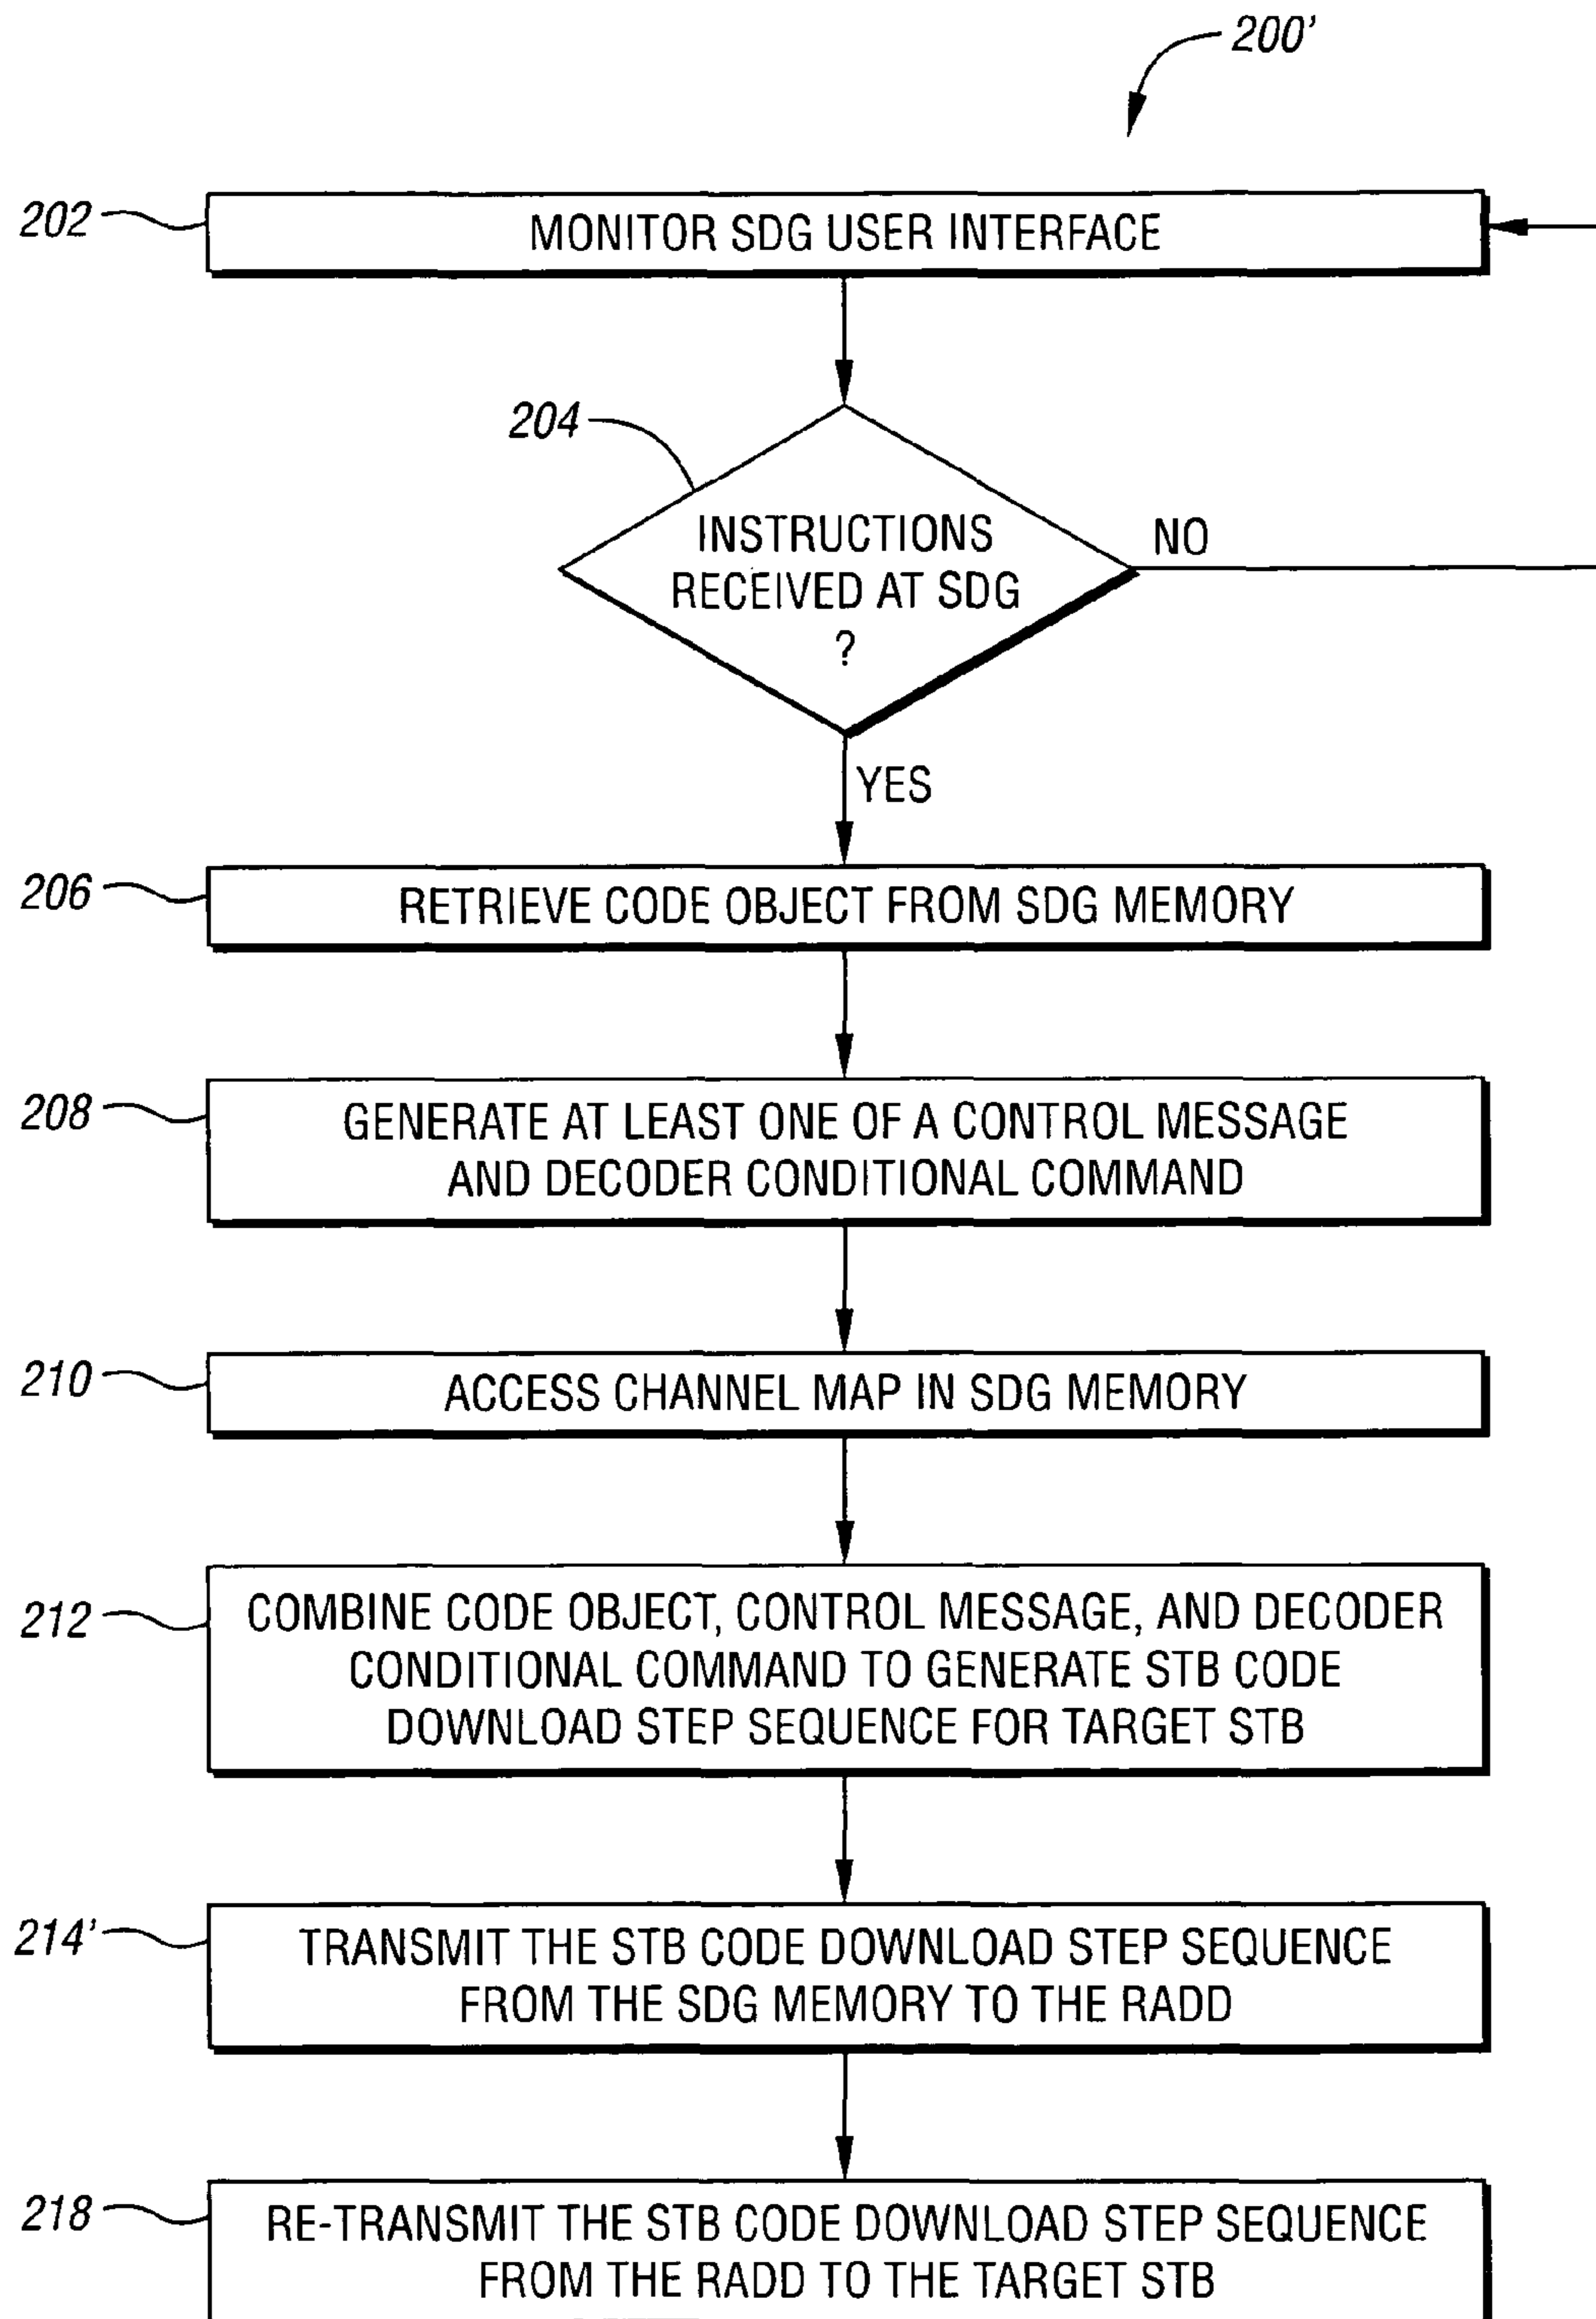 200'
202
MONITOR SDG USER INTERFACE
204
INSTRUCTIONS
RECEIVED AT SDG
?
NO
YES
206
RETRIEVE CODE OBJECT FROM SDG MEMORY
208
GENERATE AT LEAST ONE OF A CONTROL MESSAGE
AND DECODER CONDITIONAL COMMAND
210
ACCESS CHANNEL MAP IN SDG MEMORY
212
COMBINE CODE OBJECT, CONTROL MESSAGE, AND DECODER
CONDITIONAL COMMAND TO GENERATE STB CODE
DOWNLOAD STEP SEQUENCE FOR TARGET STB
214'
TRANSMIT THE STB CODE DOWNLOAD STEP SEQUENCE
FROM THE SDG MEMORY TO THE RADD
218
RE-TRANSMIT THE STB CODE DOWNLOAD STEP SEQUENCE
FROM THE RADD TO THE TARGET STB